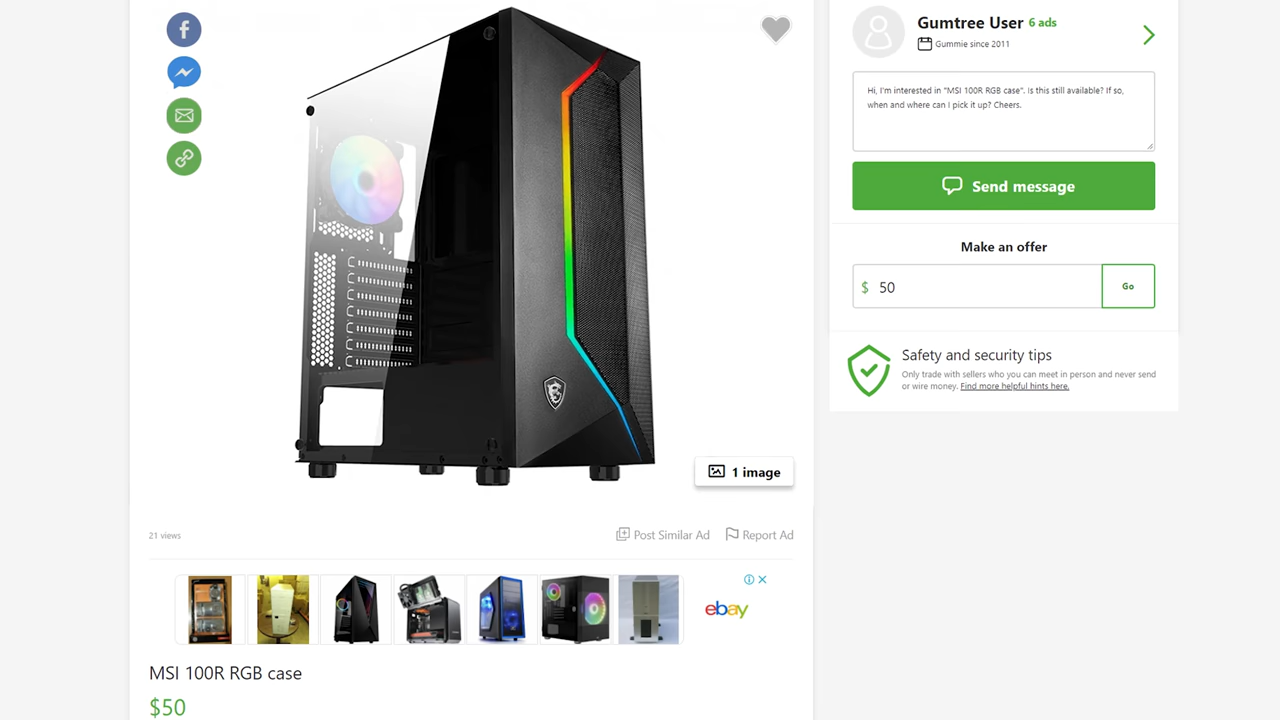 Gumtree User 6 ads
Gummie since 2011
Hi, I'm interested in "MSI 100R RGB case". Is this still available? If so,
when and where can I pick it up? Cheers.
Send message
Make an offer
$ 50
Go
Safety and security tips
Only trade with sellers who you can meet in person and never send
or wire money. Find more helpful hints here.
1 image
21 views
Post Similar Ad
Report Ad
ebay
MSI 100R RGB case
$50